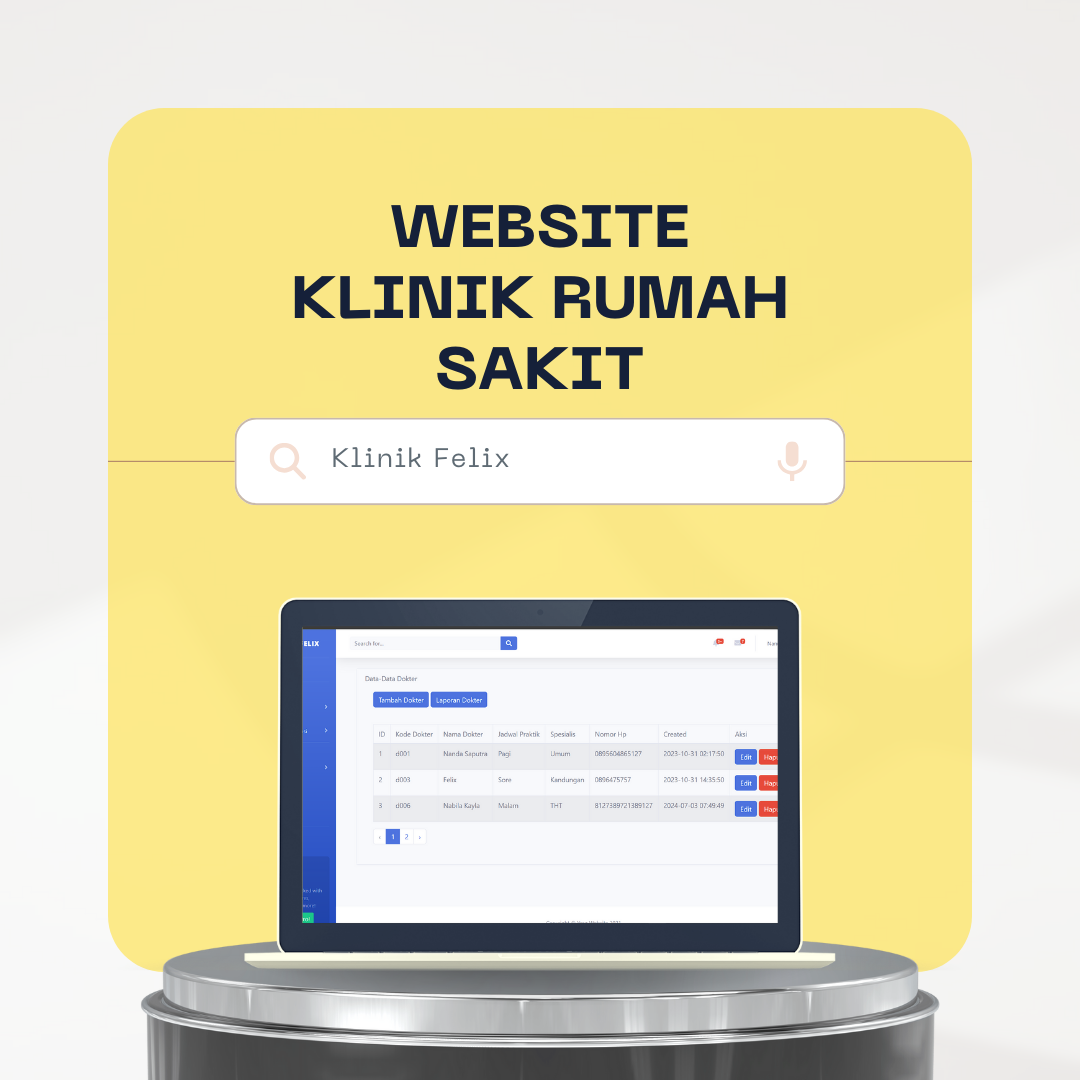 WEBSITE
KLINIK RUMAH
SAKIT
Klinik Felix
ELIX
Search for...
Data-Data Dokter
Tambah Dokter Laporan Dokter
ID Kode Dokter Nama Dokter Jadwal Praktik Spesialis Nomor Hp Created Aksi
1 d001 Nanda Saputra Pagi Umum 0895604865127 2023-10-31 02:17:50 Edit Hap
2 d003 Felix Sore Kandungan 0896475757 2023-10-31 14:35:50 Edit Hap
3 d006 Nabila Kayla Malam THT 8127389721389127 2024-07-03 07:49:49 Edit Hap
‹ 1 2 ›